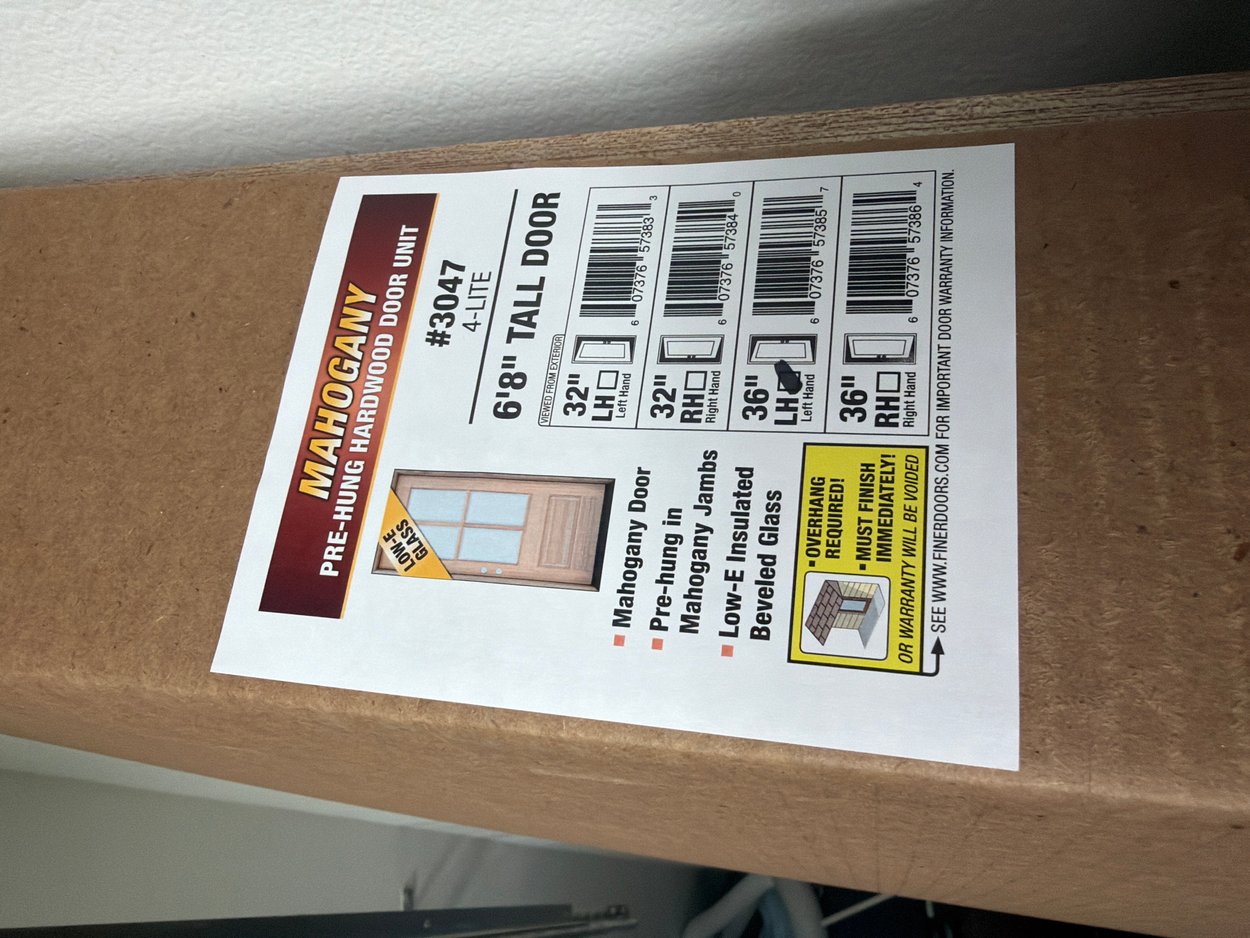 MAHOGANY
PRE-HUNG HARDWOOD DOOR UNIT
LOW-E
GLASS
#3047
4-LITE
6'8" TALL DOOR
■ Mahogany Door
■ Pre-hung in
Mahogany Jambs
■ Low-E Insulated
Beveled Glass
VIEWED FROM EXTERIOR
32"
LH
Left Hand
6 07376 57383 3
32"
RH
Right Hand
6 07376 57384 0
36"
LH
Left Hand
6 07376 57385 7
36"
RH
Right Hand
6 07376 57386 4
▪ OVERHANG
REQUIRED!
▪ MUST FINISH
IMMEDIATELY!
OR WARRANTY WILL BE VOIDED
SEE WWW.FINERDOORS.COM FOR IMPORTANT DOOR WARRANTY INFORMATION.